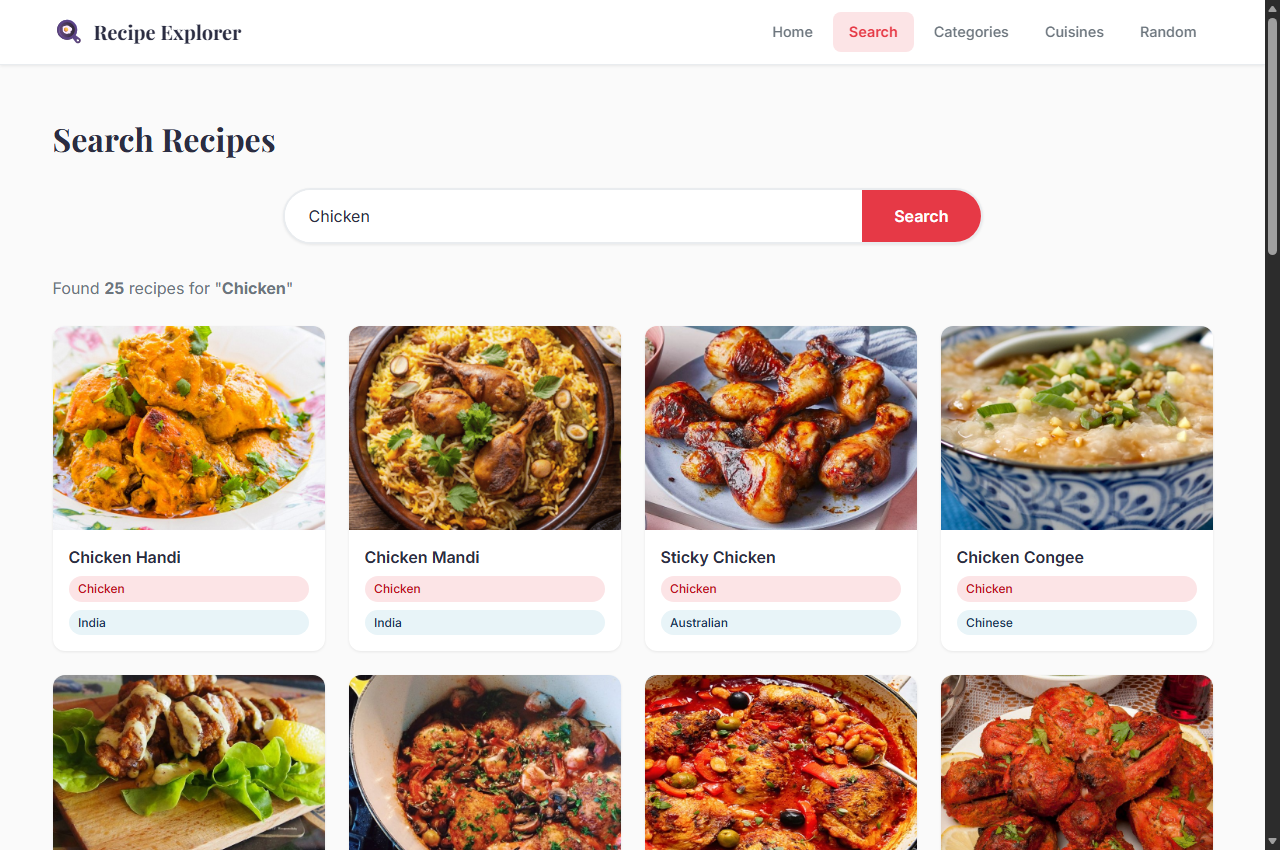 Recipe Explorer
Home
Search
Categories
Cuisines
Random
Search Recipes
Chicken
Search
Found 25 recipes for "Chicken"
Chicken Handi
Chicken
India
Chicken Mandi
Chicken
India
Sticky Chicken
Chicken
Australian
Chicken Congee
Chicken
Chinese